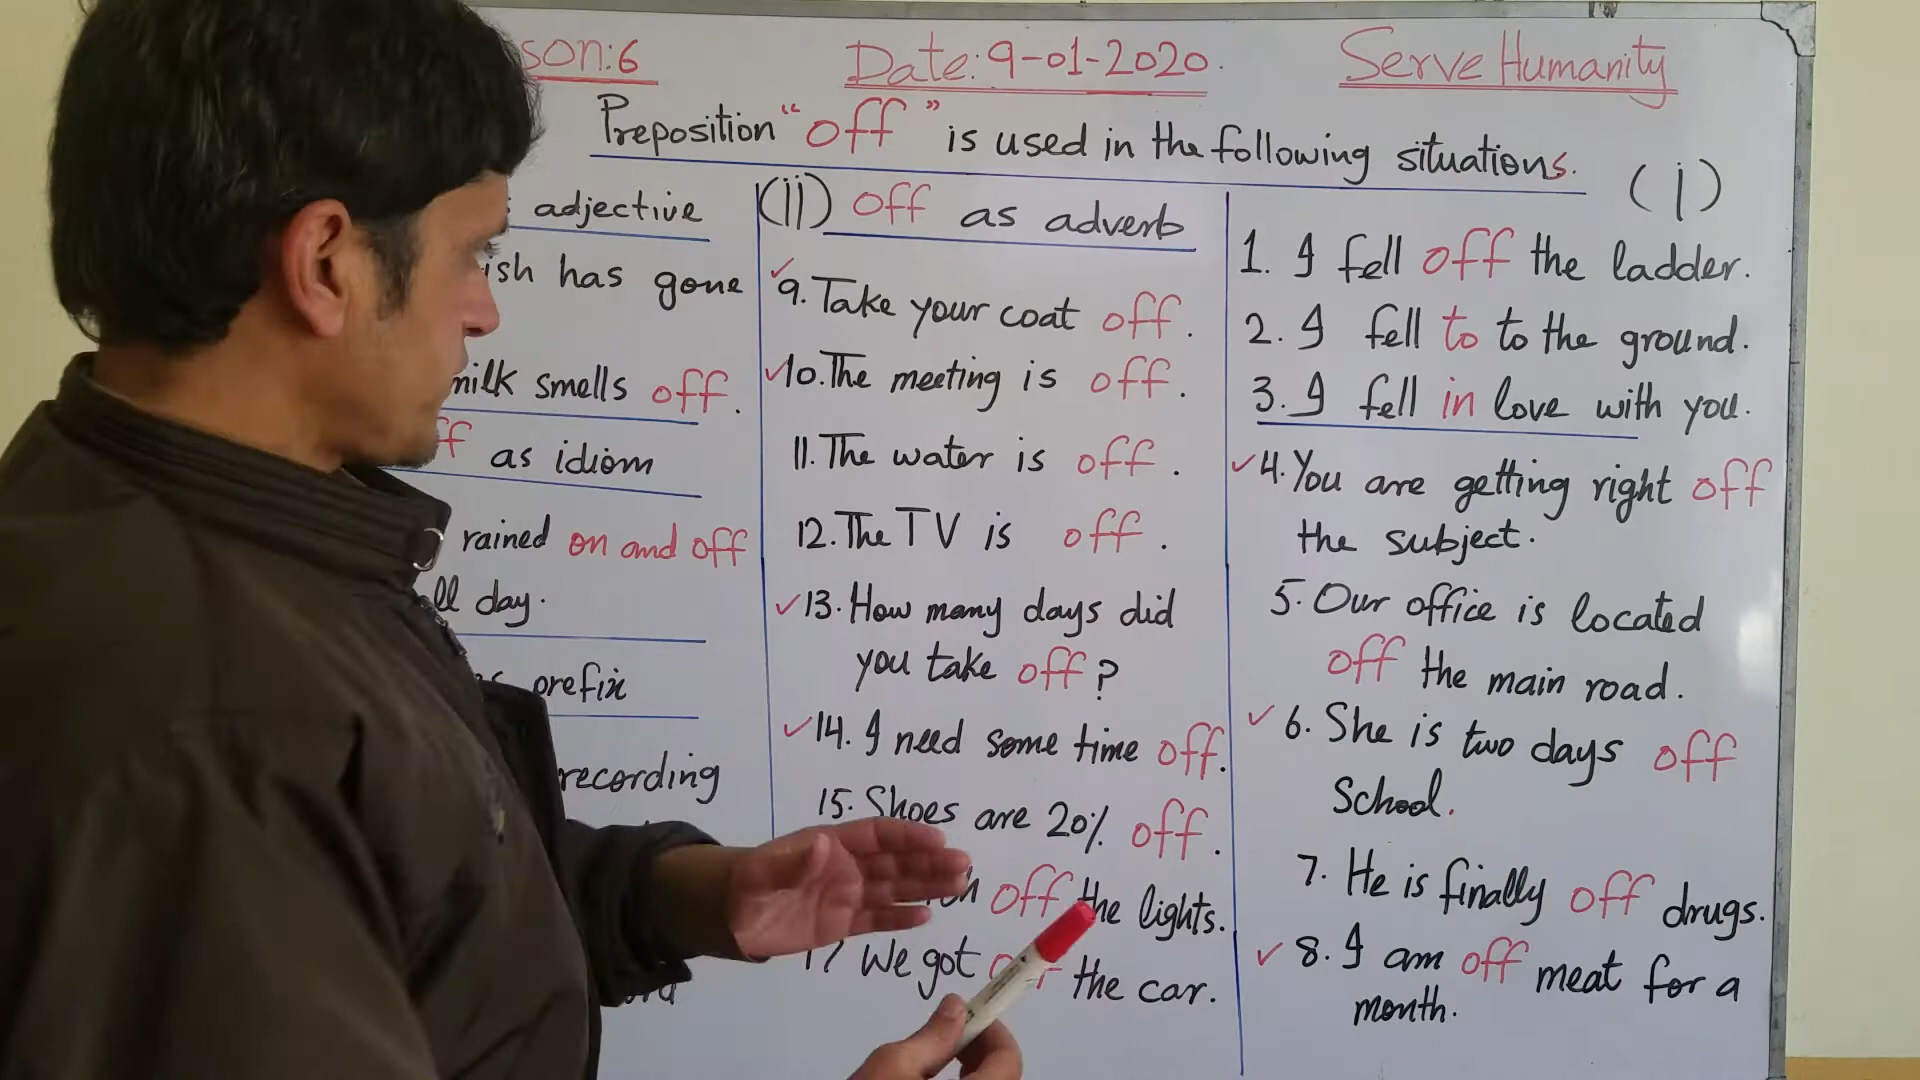 son:6 Date: 9-01-2020. Serve Humanity
Preposition "off" is used in the following situations.
(i)
1. I fell off the ladder.
2. I fell to to the ground.
3. I fell in love with you.
4. You are getting right off
the subject.
5. Our office is located
off the main road.
6. She is two days off
School.
7. He is finally off drugs.
8. I am off meat for a
month.
(ii) off as adverb
9. Take your coat off.
10. The meeting is off.
11. The water is off.
12. The TV is off.
13. How many days did
you take off?
14. I need some time off.
15. Shoes are 20% off.
off the lights.
17 We got the car.
adjective
ish has gone
milk smells off.
as idiom
rained on and off
ll day.
prefix
recording